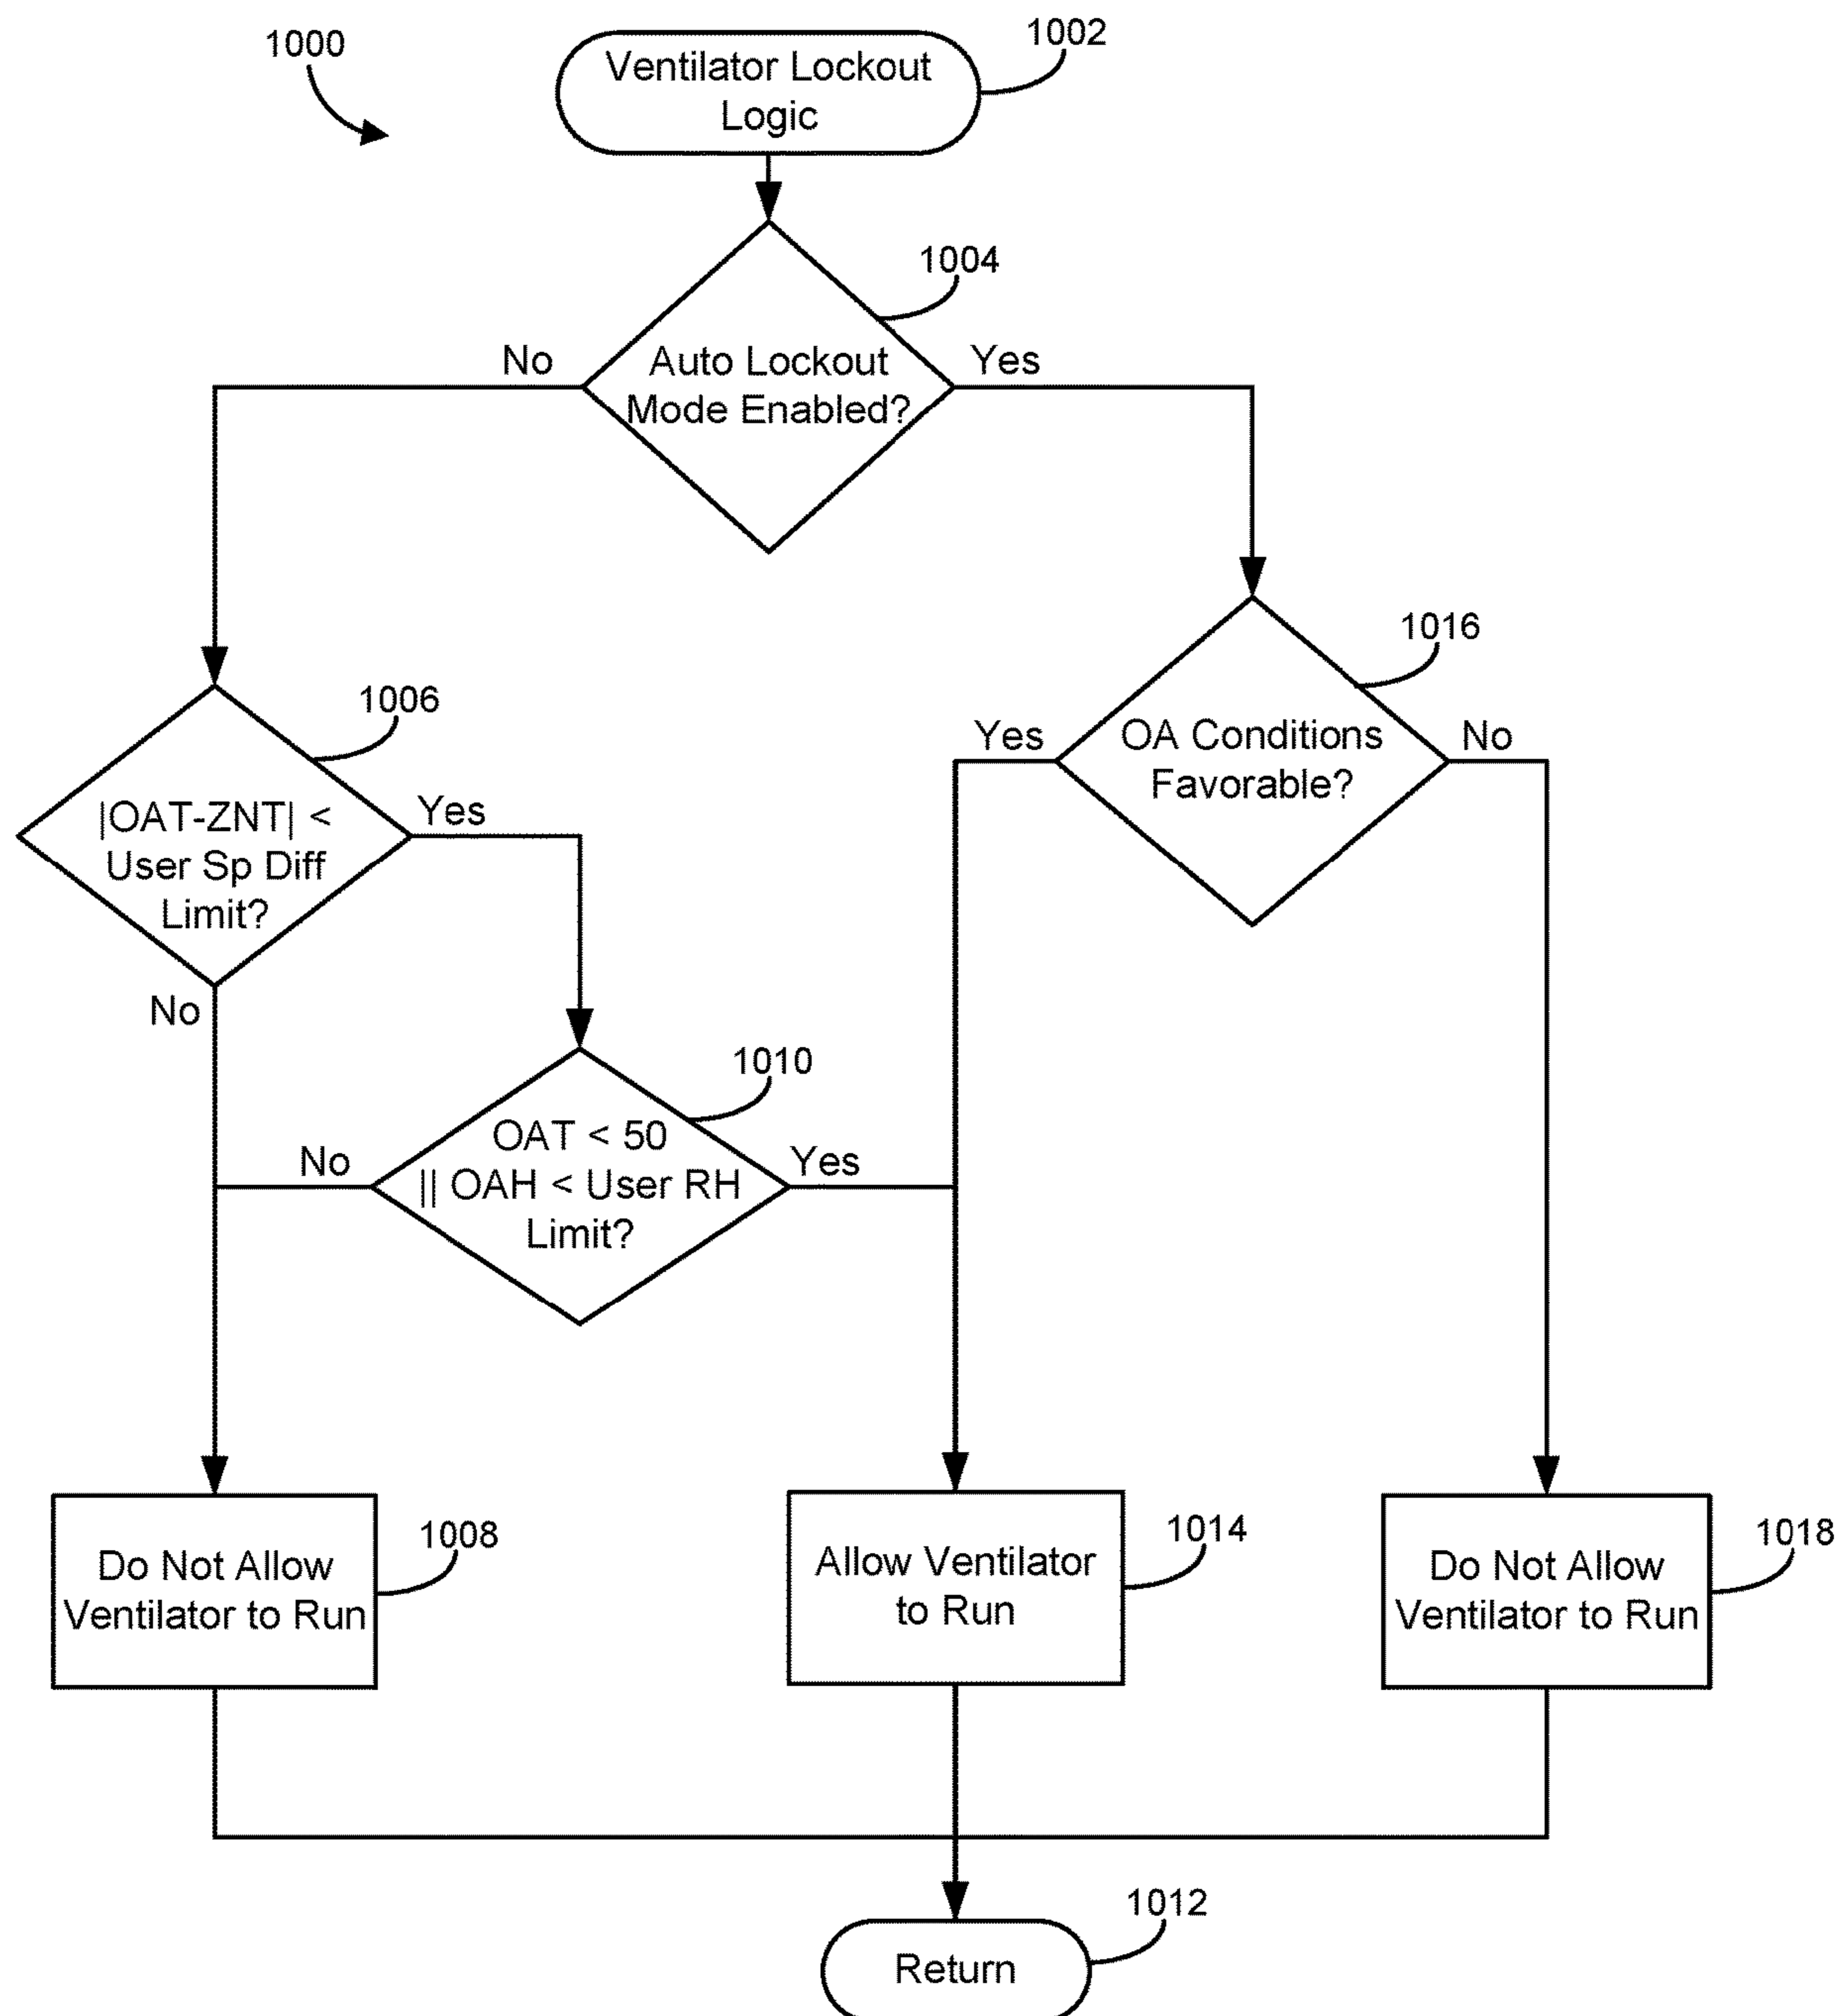 1000
Ventilator Lockout
Logic
1002
1004
No
Auto Lockout
Mode Enabled?
Yes
1006
|OAT-ZNT| <
User Sp Diff
Limit?
Yes
No
1016
Yes
OA Conditions
Favorable?
No
1010
No
OAT < 50
|| OAH < User RH
Limit?
Yes
Do Not Allow
Ventilator to Run
1008
Allow Ventilator
to Run
1014
Do Not Allow
Ventilator to Run
1018
Return
1012